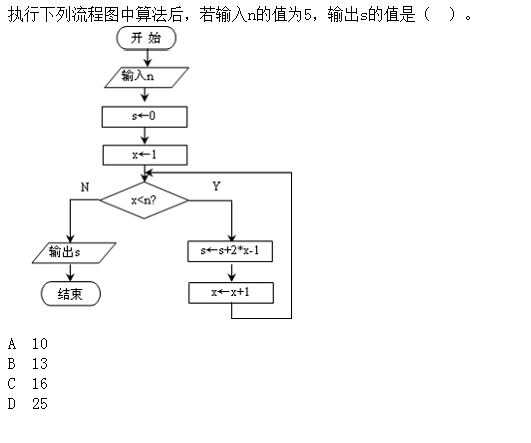 执行下列流程图中算法后，若输入n的值为5，输出s的值是（ ）。
开 始
输入n
s←0
x←1
N
Y
x<n?
输出s
s←s+2*x-1
结束
x←x+1
A 10
B 13
C 16
D 25